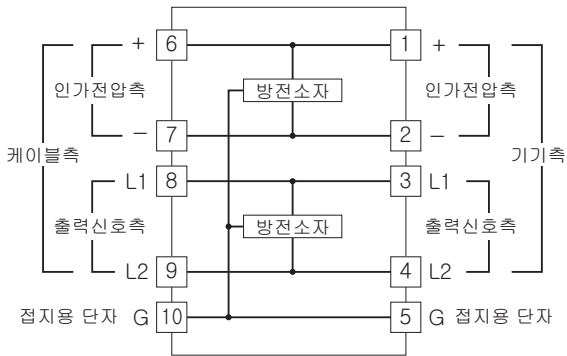 + 6 1 +
인가전압측 방전소자 인가전압측
− 7 2 −
케이블측 기기측
L1 8 3 L1
출력신호측 방전소자 출력신호측
L2 9 4 L2
접지용 단자 G 10 5 G 접지용 단자